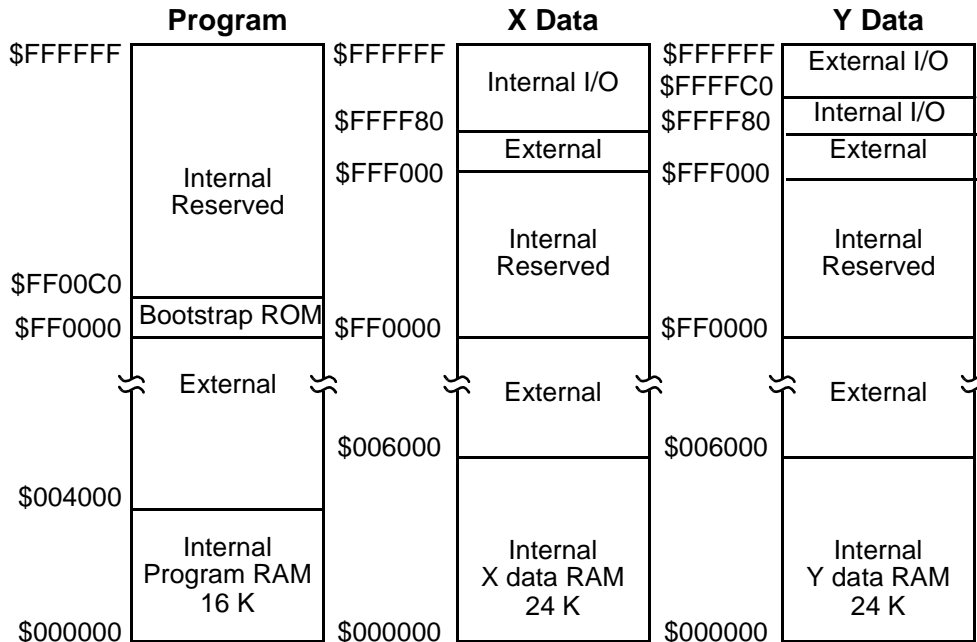 Program
$FFFFFF
Internal
Reserved
$FF00C0
Bootstrap ROM
$FF0000
External
$004000
Internal
Program RAM
16 K
$000000
X Data
$FFFFFF
Internal I/O
$FFFF80
External
$FFF000
Internal
Reserved
$FF0000
External
$006000
Internal
X data RAM
24 K
$000000
Y Data
$FFFFFF
External I/O
$FFFFC0
Internal I/O
$FFFF80
External
$FFF000
Internal
Reserved
$FF0000
External
$006000
Internal
Y data RAM
24 K
$000000